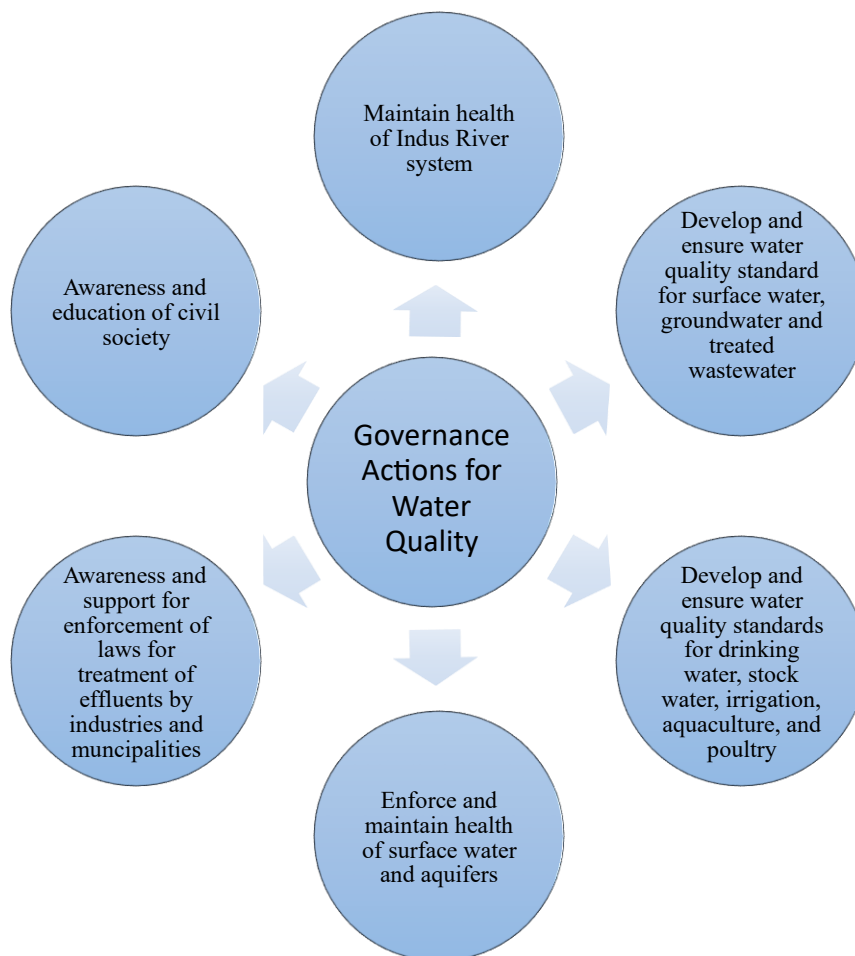 Maintain health
of Indus River
system
Develop and
ensure water
quality standard
for surface water,
groundwater and
treated
wastewater
Awareness and
education of civil
society
Governance
Actions for
Water
Quality
Develop and
ensure water
quality standards
for drinking
water, stock
water, irrigation,
aquaculture, and
poultry
Awareness and
support for
enforcement of
laws for
treatment of
effluents by
industries and
muncipalities
Enforce and
maintain health
of surface water
and aquifers